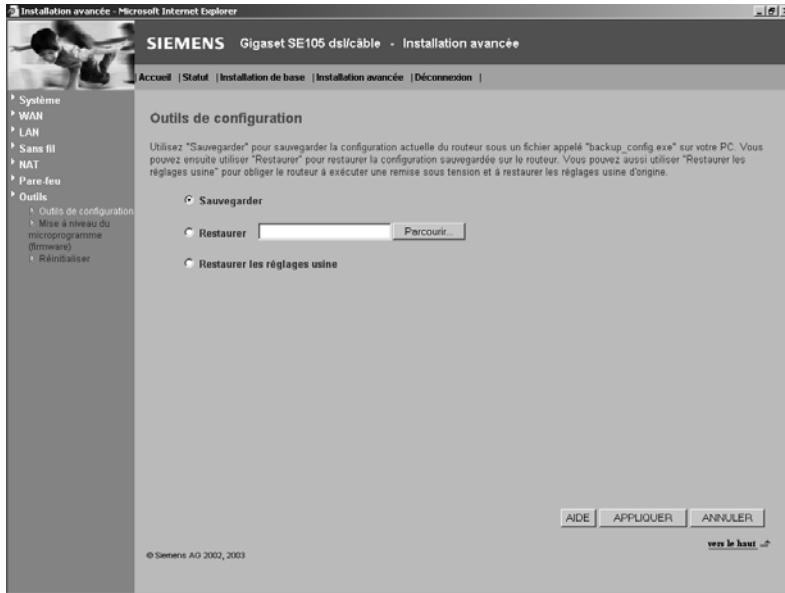 Installation avancée - Microsoft Internet Explorer
SIEMENS Gigaset SE105 dsl/câble - Installation avancée
| Accueil | Statut | Installation de base | Installation avancée | Déconnexion |
Système
WAN
LAN
Sans fil
NAT
Pare-feu
Outils
Outils de configuration
Mise à niveau du
microprogramme
(firmware)
Réinitialiser
Outils de configuration
Utilisez "Sauvegarder" pour sauvegarder la configuration actuelle du routeur sous un fichier appelé "backup_config.exe" sur votre PC. Vous
pouvez ensuite utiliser "Restaurer" pour restaurer la configuration sauvegardée sur le routeur. Vous pouvez aussi utiliser "Restaurer les
réglages usine" pour obliger le routeur à exécuter une remise sous tension et à restaurer les réglages usine d'origine.
Sauvegarder
Restaurer Parcourir...
Restaurer les réglages usine
AIDE APPLIQUER ANNULER
vers le haut
© Siemens AG 2002, 2003